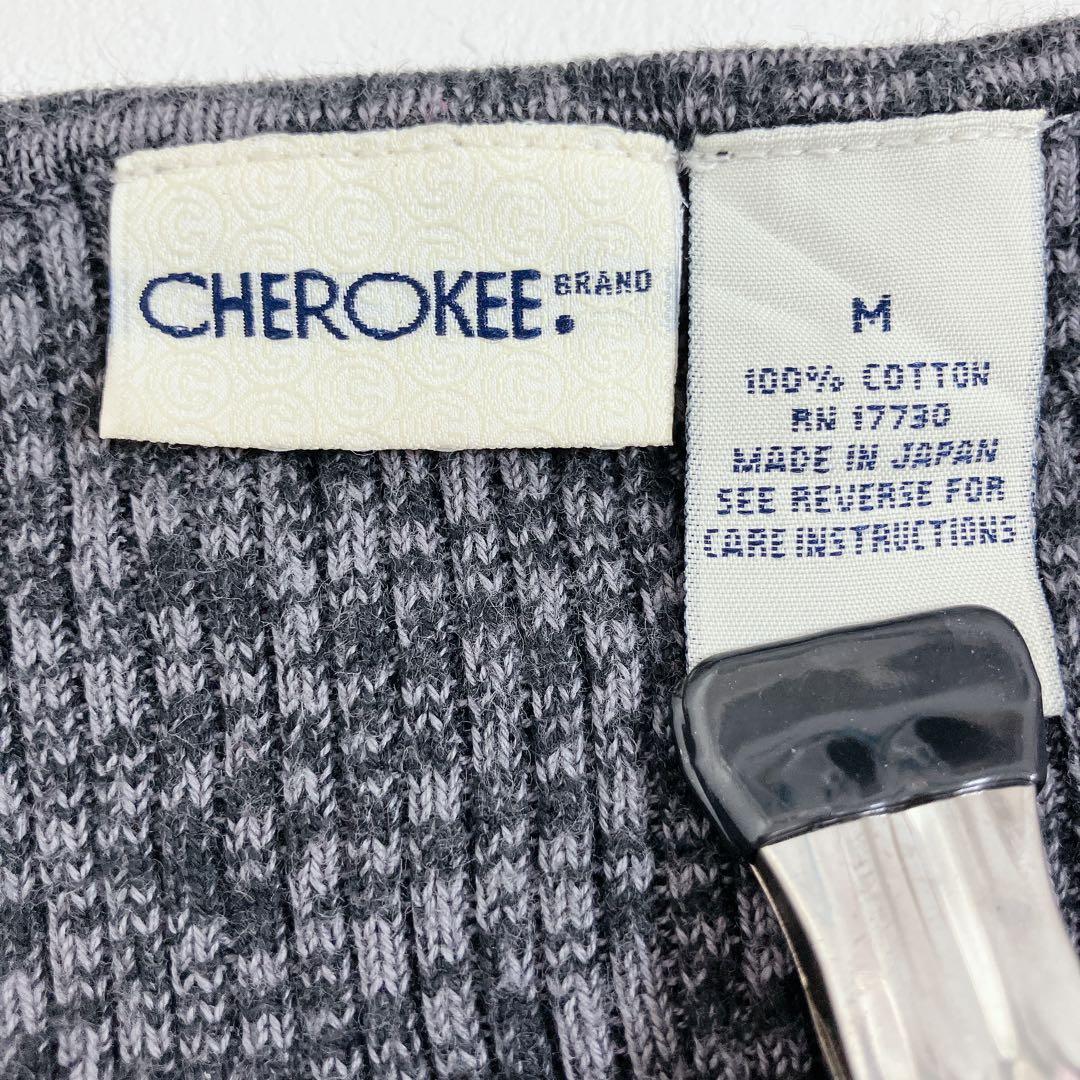 CHEROKEE. BRAND
M
100% COTTON
RN 17730
MADE IN JAPAN
SEE REVERSE FOR
CARE INSTRUCTIONS